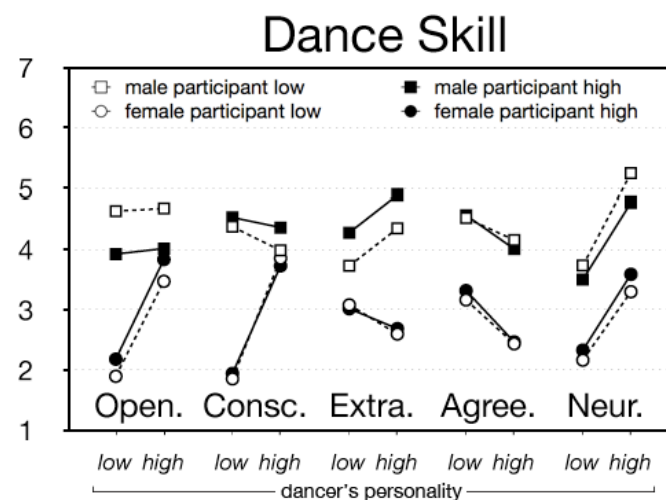 Dance Skill
7
male participant low male participant high
female participant low female participant high
6
5
4
3
2
1
Open. Consc. Extra. Agree. Neur.
low high low high low high low high low high
dancer's personality